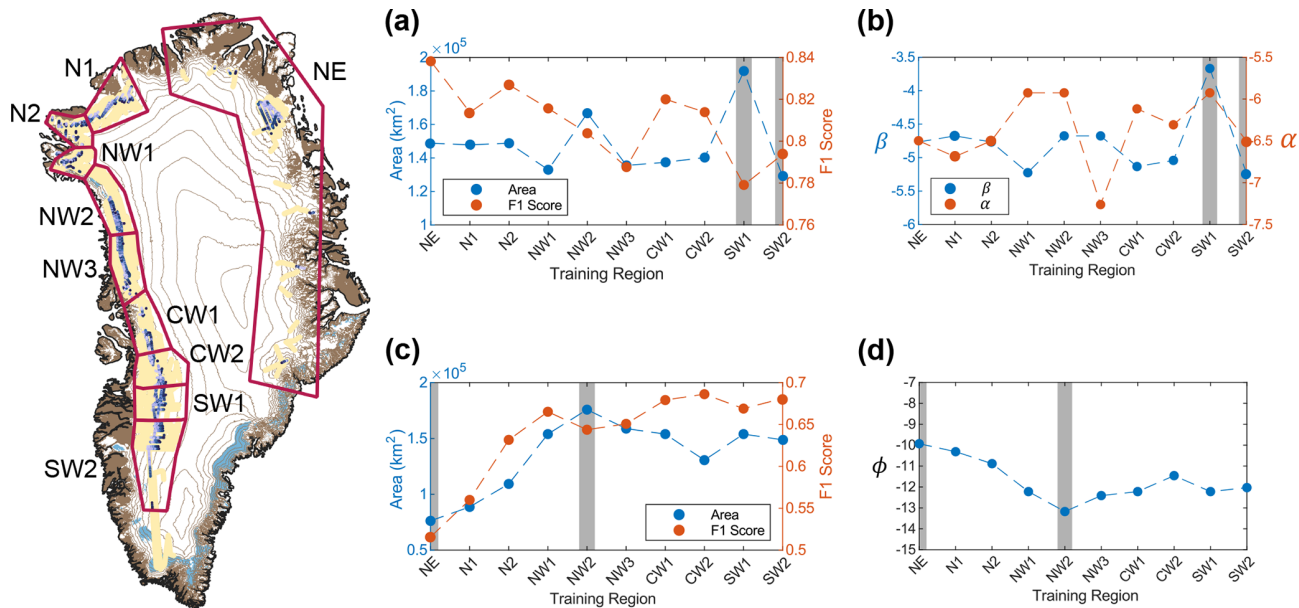 N1
NE
N2
NW1
NW2
NW3
CW1
CW2
SW1
SW2
(a)
2 ×10⁵
1.8
1.6
1.4
1.2
1
Area (km²)
0.84
0.82
0.8
0.78
0.76
F1 Score
Area
F1 Score
NE N1 N2 NW1 NW2 NW3 CW1 CW2 SW1 SW2
Training Region
(b)
-3.5
-4
-4.5
-5
-5.5
-6
β
-5.5
-6
-6.5
-7
-7.5
α
β
α
NE N1 N2 NW1 NW2 NW3 CW1 CW2 SW1 SW2
Training Region
(c)
2 ×10⁵
1.5
1
0.5
Area (km²)
0.7
0.65
0.6
0.55
0.5
F1 Score
Area
F1 Score
NE N1 N2 NW1 NW2 NW3 CW1 CW2 SW1 SW2
Training Region
(d)
-7
-8
-9
-10
-11
-12
-13
-14
-15
ϕ
NE N1 N2 NW1 NW2 NW3 CW1 CW2 SW1 SW2
Training Region